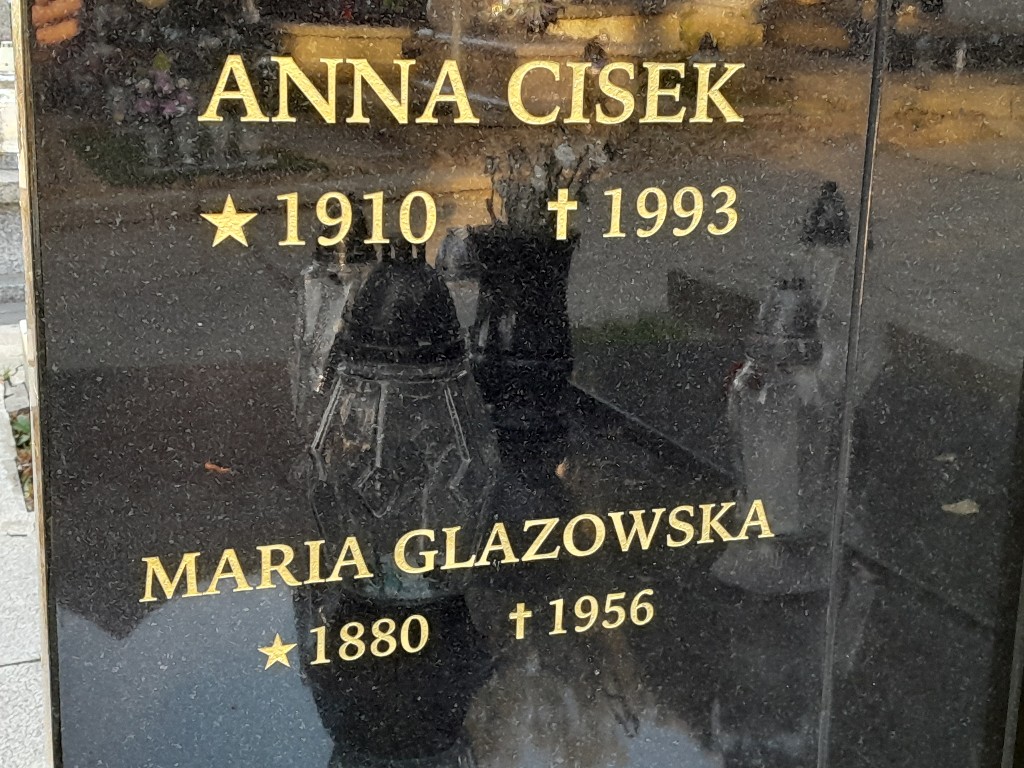 ANNA CISEK
★ 1910 ✝ 1993
MARIA GLAZOWSKA
★ 1880 ✝ 1956